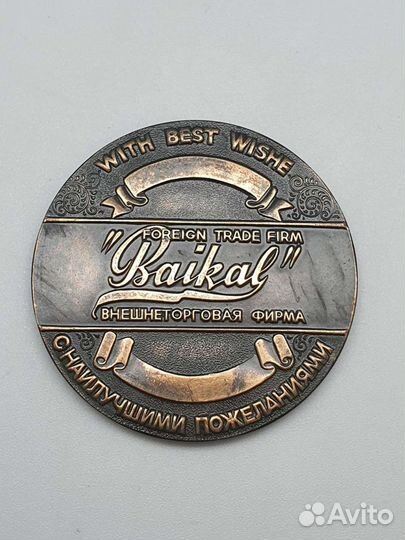 WITH BEST WISHE
FOREIGN TRADE FIRM
"Baikal"
ВНЕШНЕТОРГОВАЯ ФИРМА
С НАИЛУЧШИМИ ПОЖЕЛАНИЯМИ
Avito